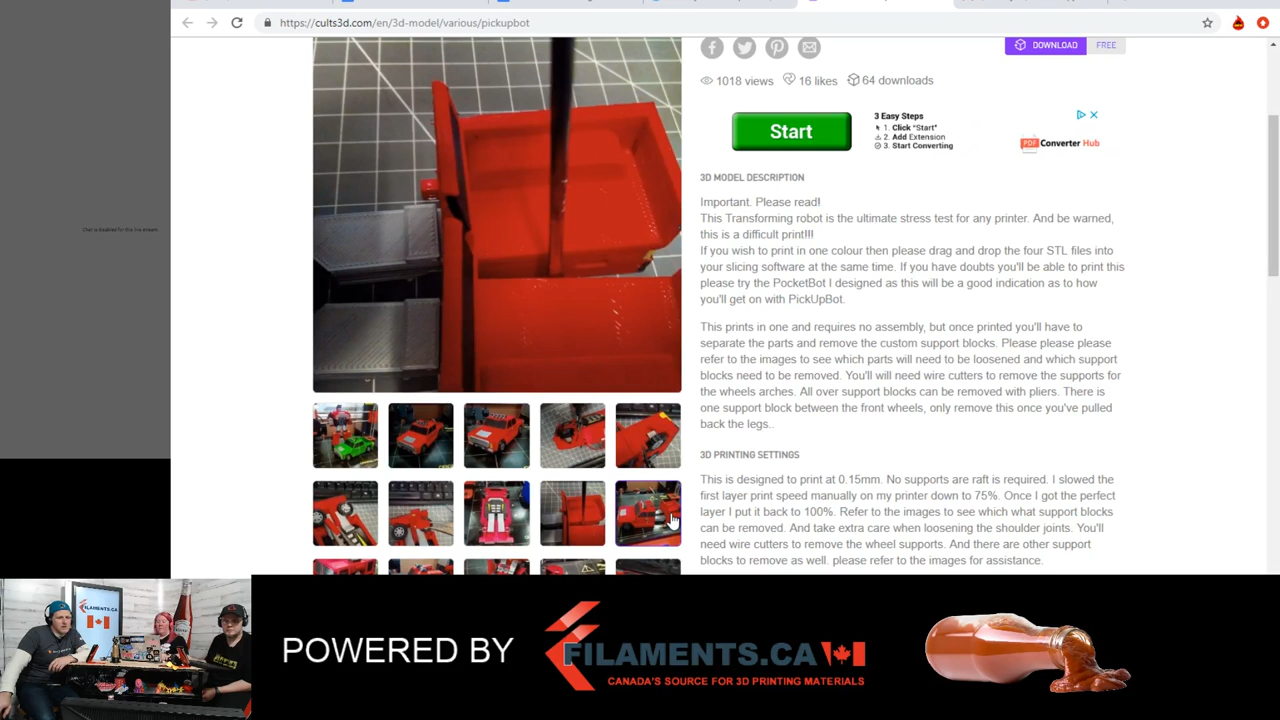 https://cults3d.com/en/3d-model/various/pickupbot
DOWNLOAD FREE
1018 views 16 likes 64 downloads
Start
3 Easy Steps
1. Click "Start"
2. Add Extension
3. Start Converting
PDF Converter Hub
3D MODEL DESCRIPTION
Important. Please read!
This Transforming robot is the ultimate stress test for any printer. And be warned,
this is a difficult print!!!
If you wish to print in one colour then please drag and drop the four STL files into
your slicing software at the same time. If you have doubts you'll be able to print this
please try the PocketBot I designed as this will be a good indication as to how
you'll get on with PickUpBot.
This prints in one and requires no assembly, but once printed you'll have to
separate the parts and remove the custom support blocks. Please please please
refer to the images to see which parts will need to be loosened and which support
blocks need to be removed. You'll will need wire cutters to remove the supports for
the wheels arches. All over support blocks can be removed with pliers. There is
one support block between the front wheels, only remove this once you've pulled
back the legs..
3D PRINTING SETTINGS
This is designed to print at 0.15mm. No supports are raft is required. I slowed the
first layer print speed manually on my printer down to 75%. Once I got the perfect
layer I put it back to 100%. Refer to the images to see which what support blocks
can be removed. And take extra care when loosening the shoulder joints. You'll
need wire cutters to remove the wheel supports. And there are other support
blocks to remove as well. please refer to the images for assistance.
Chat is disabled for this live stream.
FILAMENTS.CA
POWERED BY
FILAMENTS.CA
CANADA'S SOURCE FOR 3D PRINTING MATERIALS